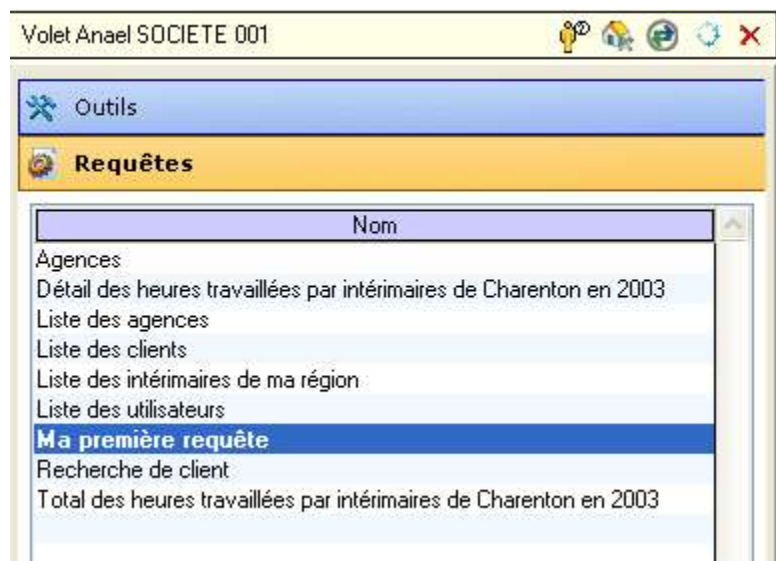 Volet Anael SOCIETE 001
Outils
Requêtes
Nom
Agences
Détail des heures travaillées par intérimaires de Charenton en 2003
Liste des agences
Liste des clients
Liste des intérimaires de ma région
Liste des utilisateurs
Ma première requête
Recherche de client
Total des heures travaillées par intérimaires de Charenton en 2003